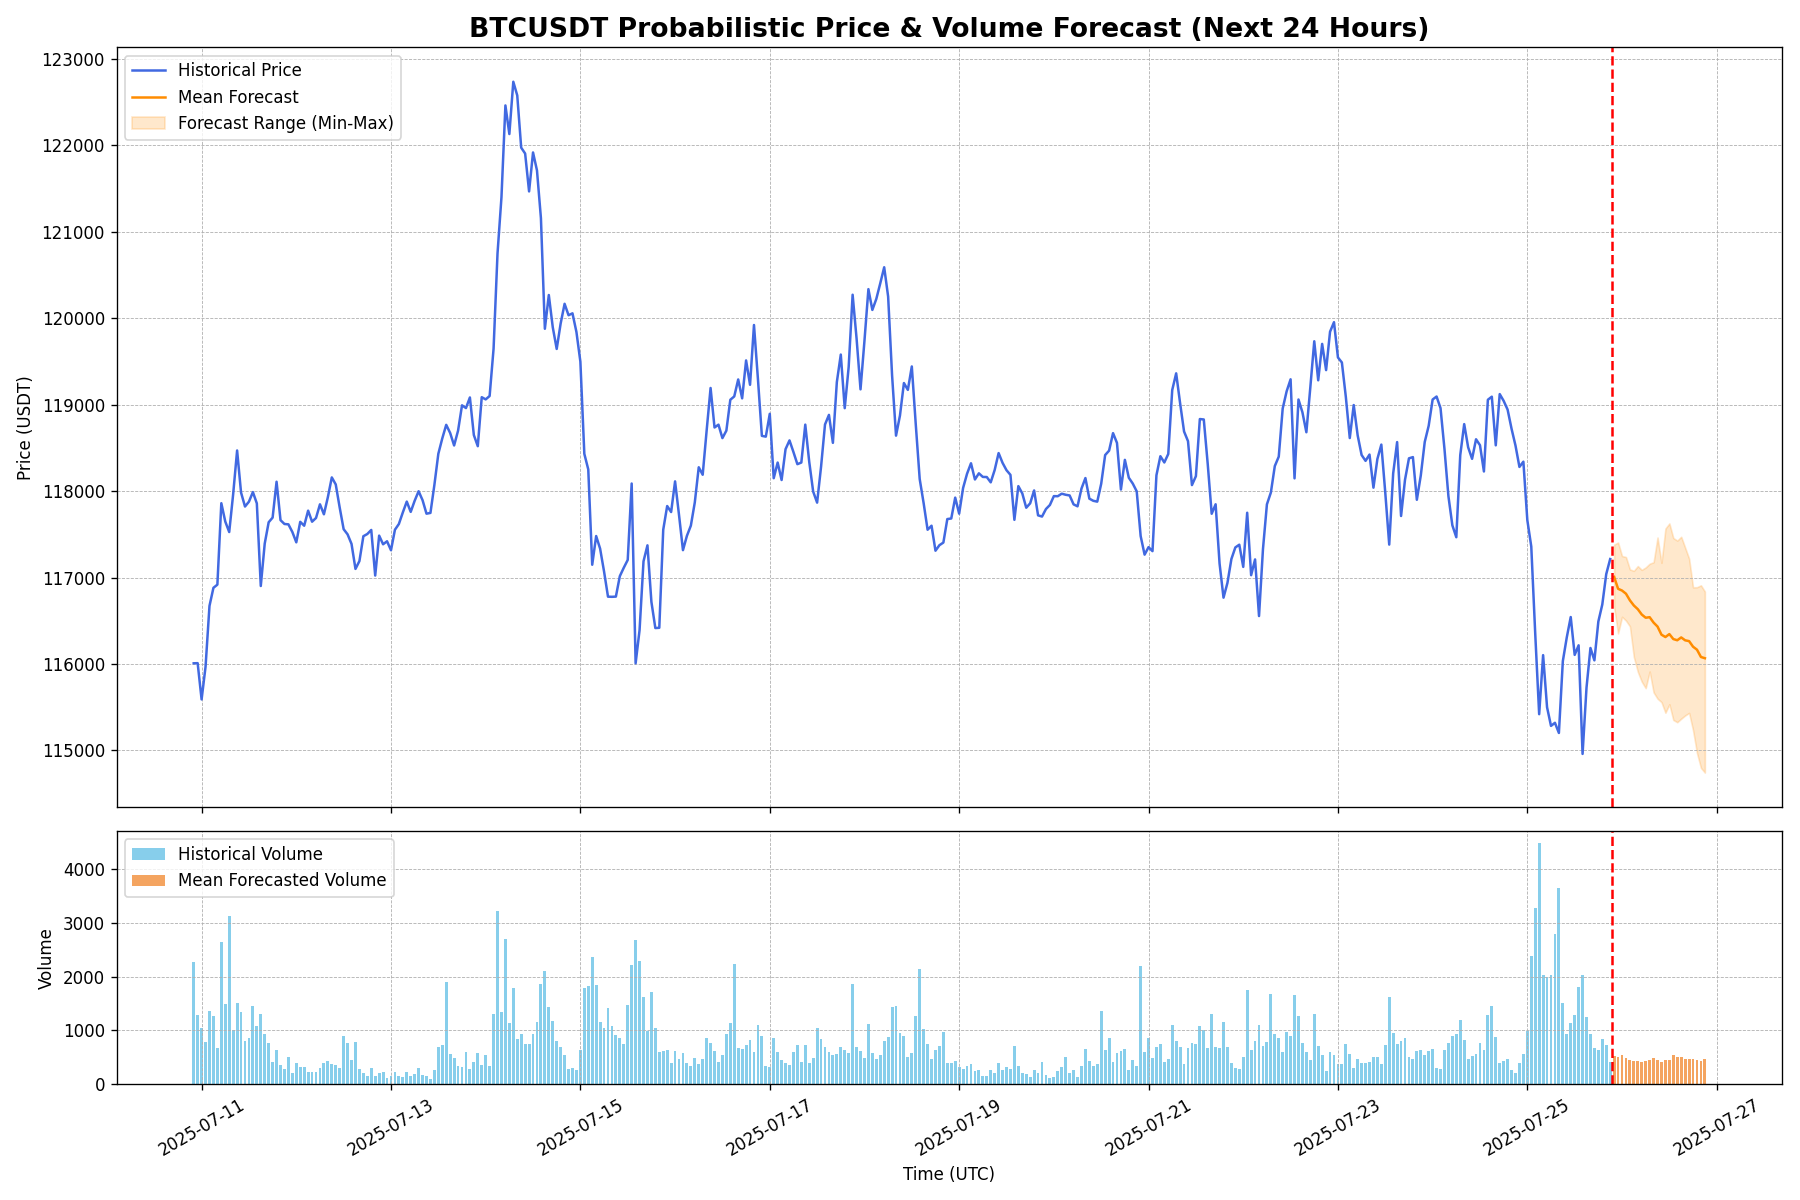 BTCUSDT Probabilistic Price & Volume Forecast (Next 24 Hours)
Historical Price
Mean Forecast
Forecast Range (Min-Max)
Price (USDT)
123000
122000
121000
120000
119000
118000
117000
116000
115000
Historical Volume
Mean Forecasted Volume
Volume
4000
3000
2000
1000
0
2025-07-11
2025-07-13
2025-07-15
2025-07-17
2025-07-19
2025-07-21
2025-07-23
2025-07-25
2025-07-27
Time (UTC)